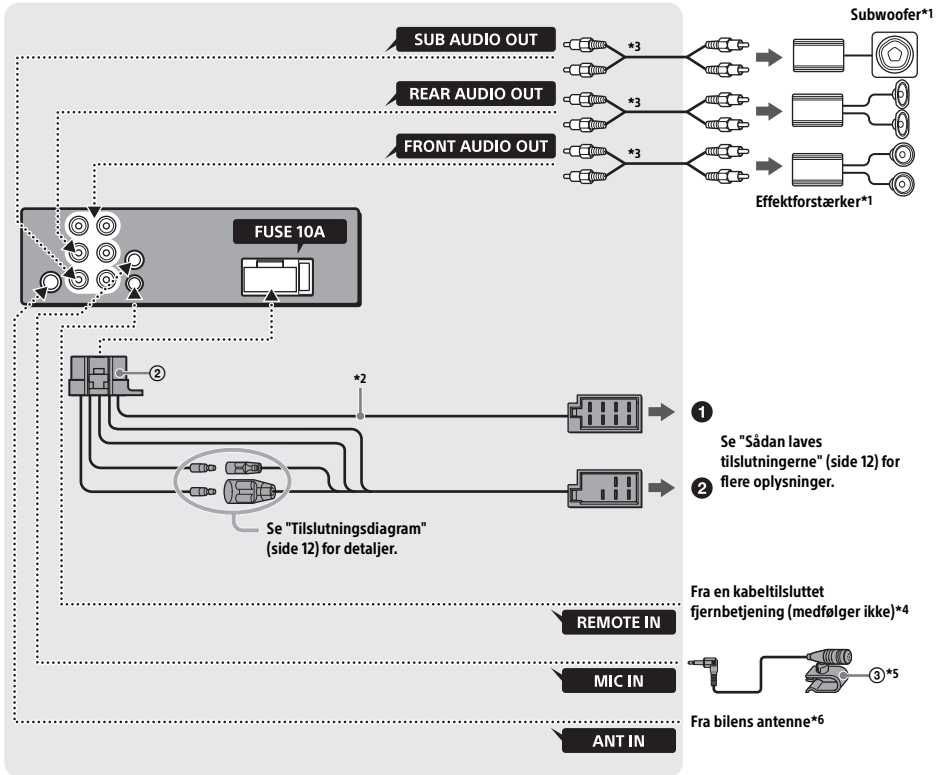 Subwoofer*1
SUB AUDIO OUT
*3
REAR AUDIO OUT
*3
FRONT AUDIO OUT
*3
Effektforstærker*1
FUSE 10A
②
*2
❶
Se "Sådan laves
tilslutningerne" (side 12) for
flere oplysninger.
❷
Se "Tilslutningsdiagram"
(side 12) for detaljer.
Fra en kabeltilsluttet
fjernbetjening (medfølger ikke)*4
REMOTE IN
③*5
MIC IN
Fra bilens antenne*6
ANT IN